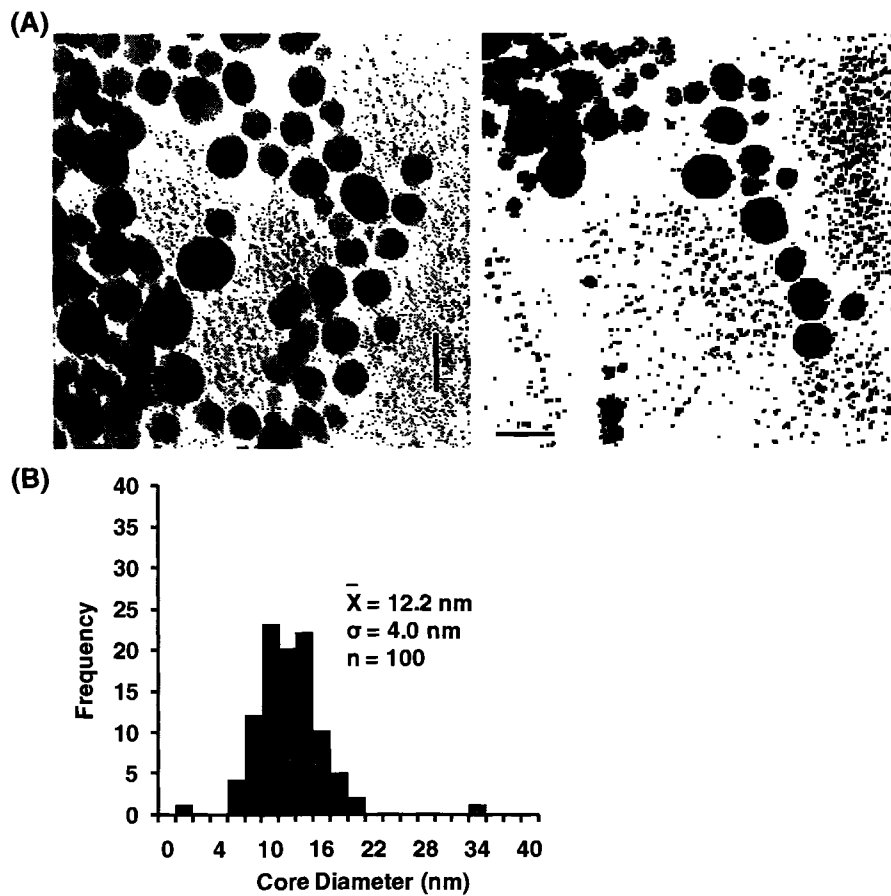 (A)
(B)
40
35
30
25
20
15
10
5
0
Frequency
X̄ = 12.2 nm
σ = 4.0 nm
n = 100
0 4 10 16 22 28 34 40
Core Diameter (nm)